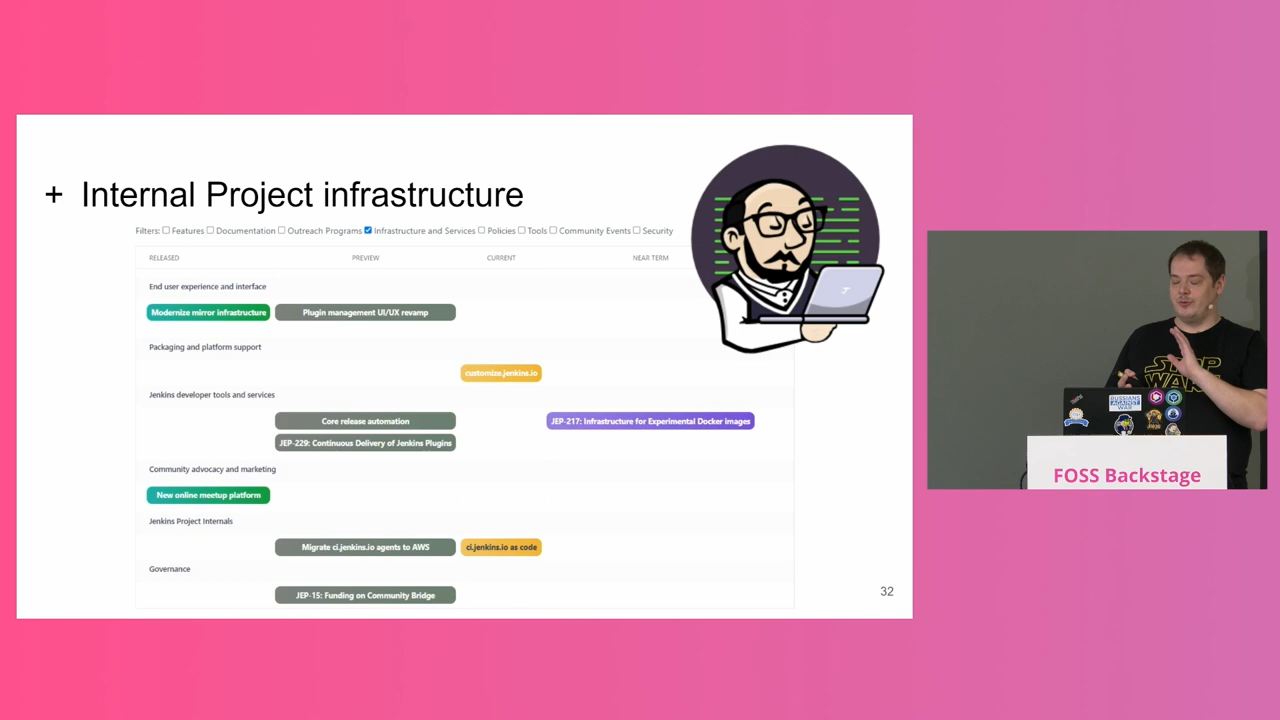 + Internal Project infrastructure
Filters: Features Documentation Outreach Programs Infrastructure and Services Policies Tools Community Events Security
RELEASED PREVIEW CURRENT NEAR TERM
End user experience and interface
Modernize mirror infrastructure Plugin management UI/UX revamp
Packaging and platform support
customize.jenkins.io
Jenkins developer tools and services
Core release automation JEP-217: Infrastructure for Experimental Docker images
JEP-229: Continuous Delivery of Jenkins Plugins
Community advocacy and marketing
New online meetup platform
Jenkins Project Internals
Migrate ci.jenkins.io agents to AWS ci.jenkins.io as code
Governance
JEP-15: Funding on Community Bridge
32
STOP
WAR
RUSSIANS
AGAINST
WAR
FOSS Backstage